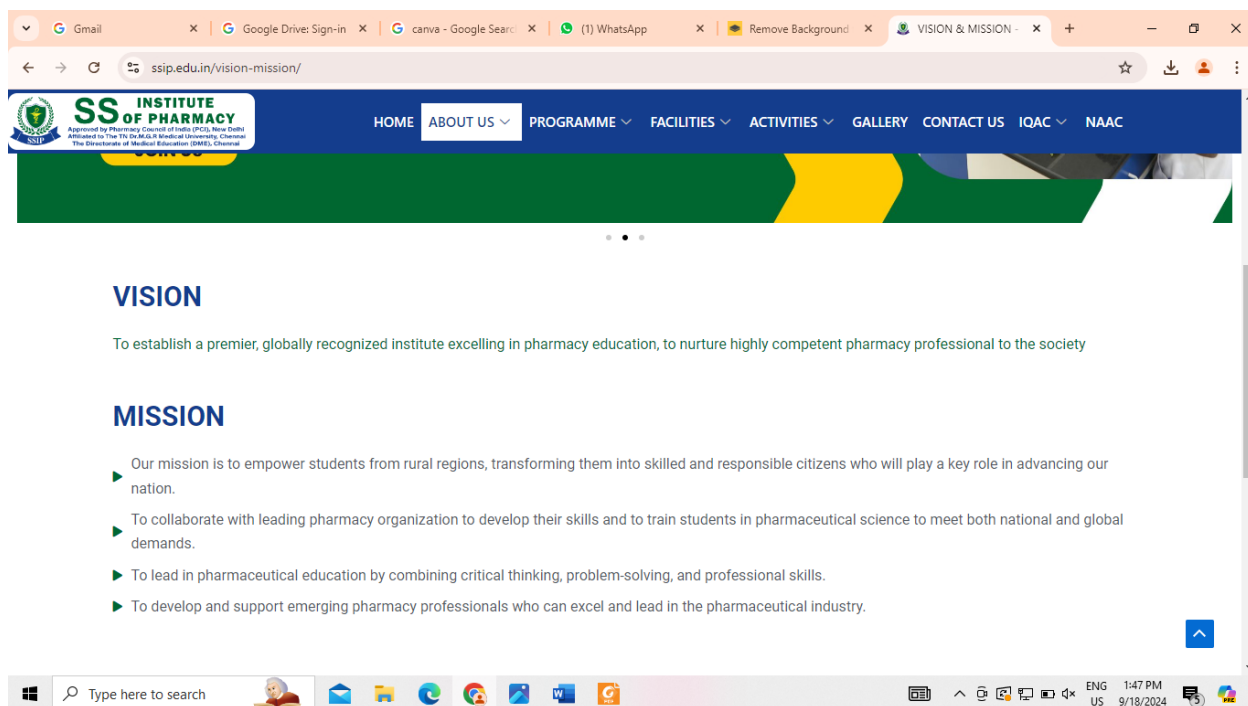 Gmail
Google Drive: Sign-in
canva - Google Searc
(1) WhatsApp
Remove Background
VISION & MISSION -
ssip.edu.in/vision-mission/
SS INSTITUTE
OF PHARMACY
Approved by Pharmacy Council of India (PCI), New Delhi
Affiliated to The TN Dr.M.G.R Medical University, Chennai
The Directorate of Medical Education (DME), Chennai
SSIP
HOME ABOUT US PROGRAMME FACILITIES ACTIVITIES GALLERY CONTACT US IQAC NAAC
JOIN US
VISION
To establish a premier, globally recognized institute excelling in pharmacy education, to nurture highly competent pharmacy professional to the society
MISSION
Our mission is to empower students from rural regions, transforming them into skilled and responsible citizens who will play a key role in advancing our
nation.
To collaborate with leading pharmacy organization to develop their skills and to train students in pharmaceutical science to meet both national and global
demands.
To lead in pharmaceutical education by combining critical thinking, problem-solving, and professional skills.
To develop and support emerging pharmacy professionals who can excel and lead in the pharmaceutical industry.
Type here to search
ENG
US
1:47 PM
9/18/2024
5
PRE